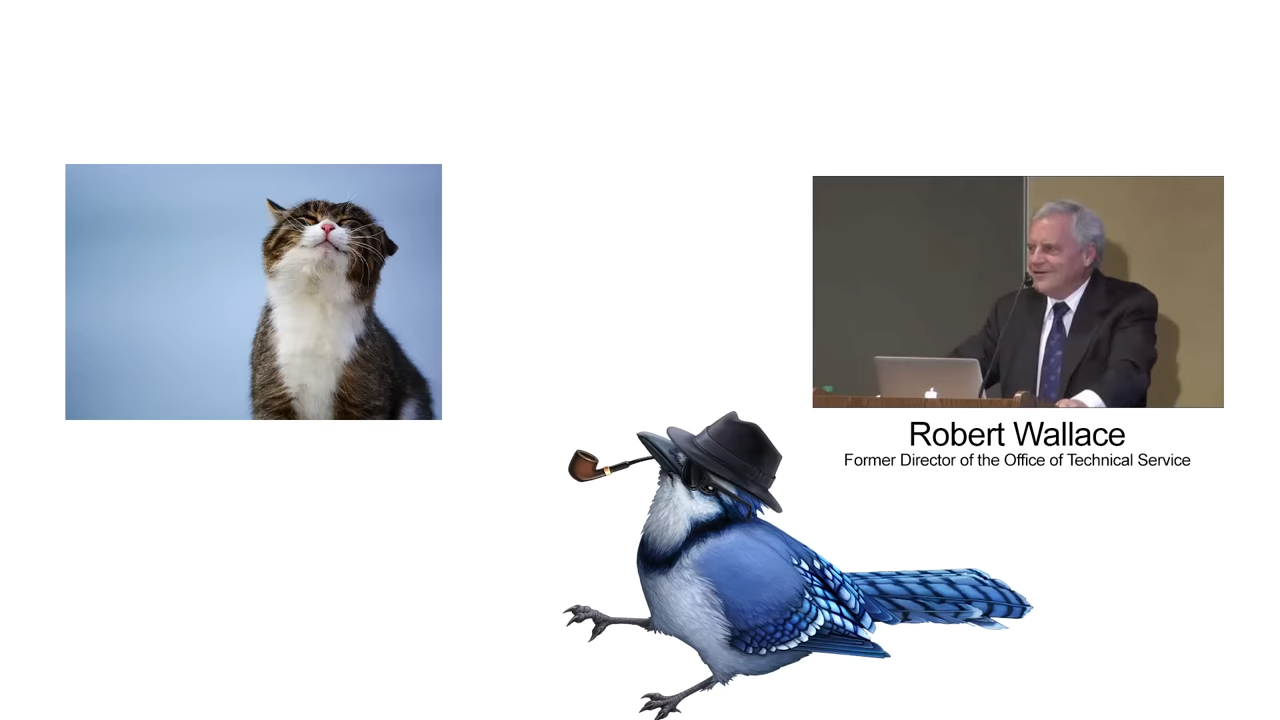 Robert Wallace
Former Director of the Office of Technical Service